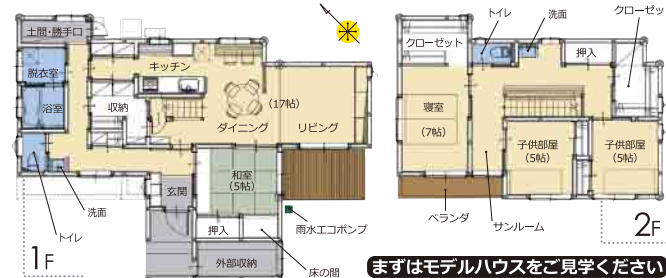 土間・勝手口
脱衣室
浴室
キッチン
収納
(17帖)
ダイニング
リビング
和室
(5帖)
玄関
洗面
トイレ
押入
雨水エコポンプ
床の間
外部収納
1F
トイレ
洗面
クローゼット
クローゼット
押入
寝室
(7帖)
子供部屋
(5帖)
子供部屋
(5帖)
ベランダ
サンルーム
2F
まずはモデルハウスをご見学ください